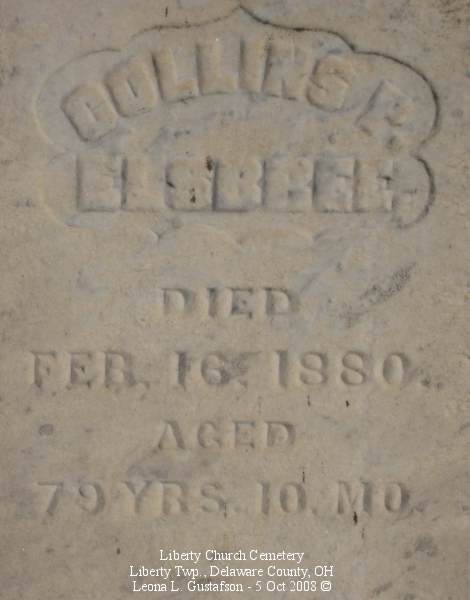 COLLINS P.
ELSBREE,
DIED
FEB. 16. 1880.
AGED
79 YRS. 10. MO.
Liberty Church Cemetery
Liberty Twp., Delaware County, OH
Leona L. Gustafson - 5 Oct 2008 ©